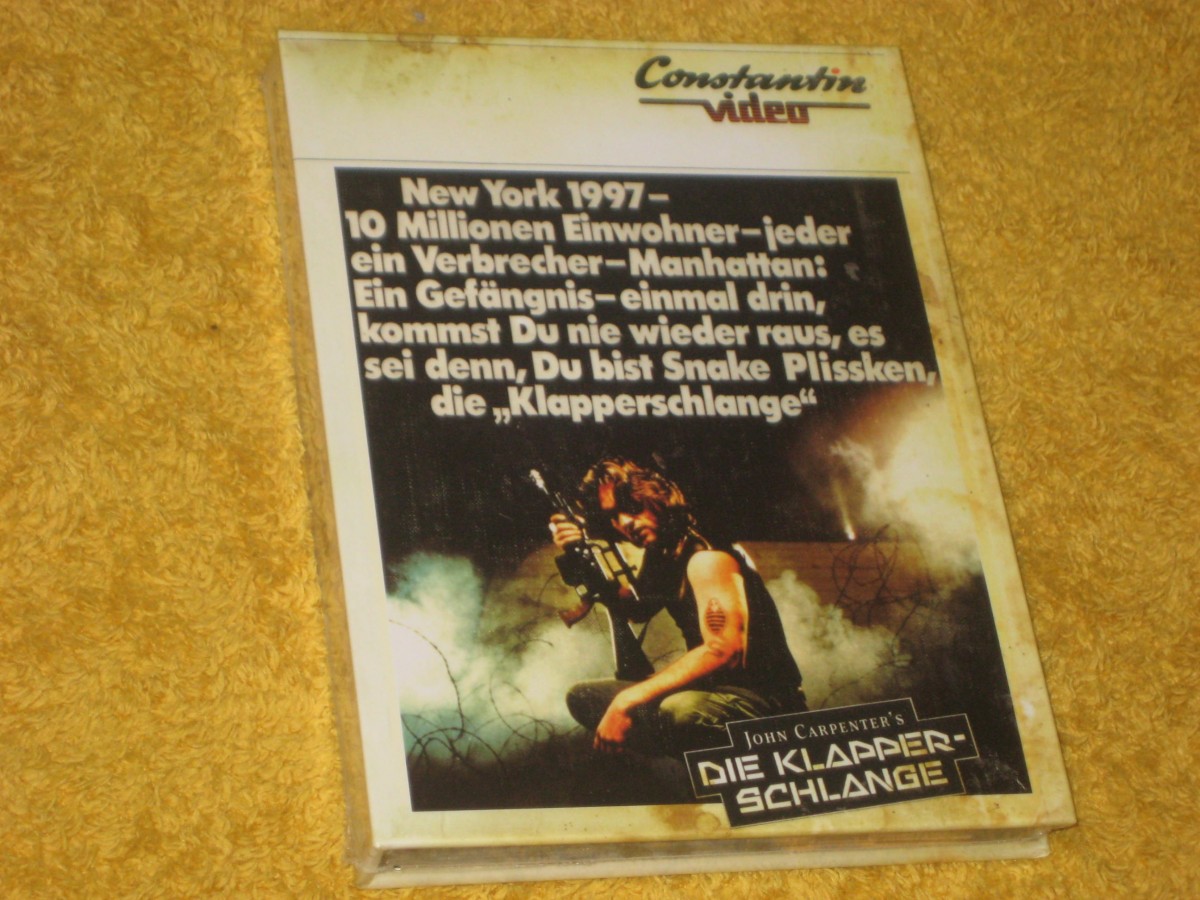 Constantin
video
New York 1997–
10 Millionen Einwohner–jeder
ein Verbrecher–Manhattan:
Ein Gefängnis–einmal drin,
kommst Du nie wieder raus, es
sei denn, Du bist Snake Plissken,
die „Klapperschlange“
JOHN CARPENTER'S
DIE KLAPPER-
SCHLANGE